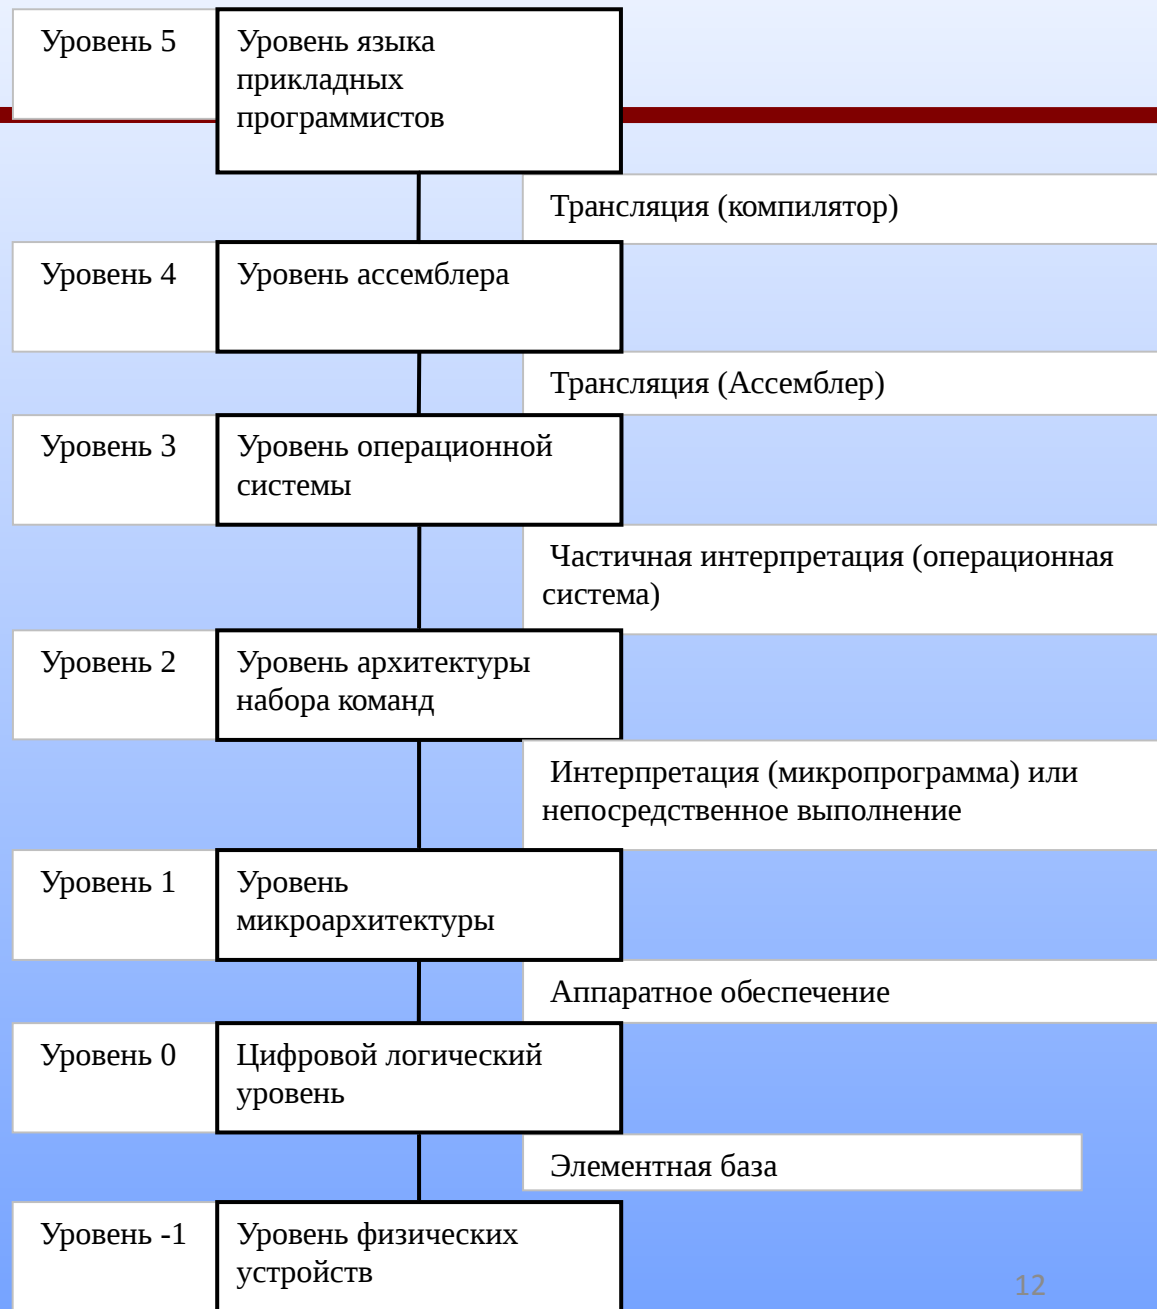 Уровень 5
Уровень языка
прикладных
программистов
Трансляция (компилятор)
Уровень 4
Уровень ассемблера
Трансляция (Ассемблер)
Уровень 3
Уровень операционной
системы
Частичная интерпретация (операционная
система)
Уровень 2
Уровень архитектуры
набора команд
Интерпретация (микропрограмма) или
непосредственное выполнение
Уровень 1
Уровень
микроархитектуры
Аппаратное обеспечение
Уровень 0
Цифровой логический
уровень
Элементная база
Уровень -1
Уровень физических
устройств
12